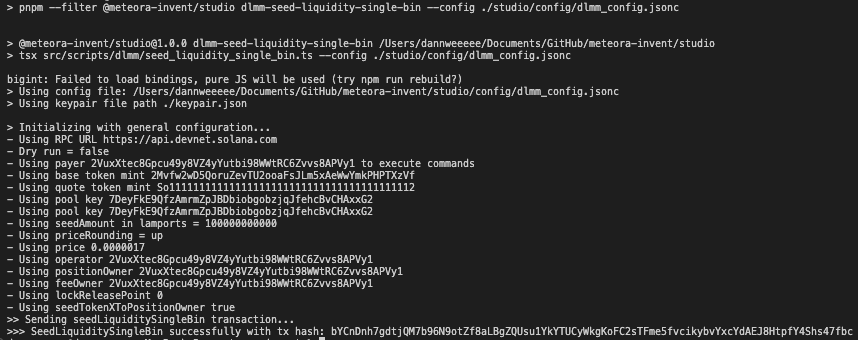 > pnpm --filter @meteora-invent/studio dlmm-seed-liquidity-single-bin --config ./studio/config/dlmm_config.jsonc
> @meteora-invent/studio@1.0.0 dlmm-seed-liquidity-single-bin /Users/dannweeeee/Documents/GitHub/meteora-invent/studio
> tsx src/scripts/dlmm/seed_liquidity_single_bin.ts --config ./studio/config/dlmm_config.jsonc
bigint: Failed to load bindings, pure JS will be used (try npm run rebuild?)
> Using config file: /Users/dannweeeee/Documents/GitHub/meteora-invent/studio/config/dlmm_config.jsonc
> Using keypair file path ./keypair.json
> Initializing with general configuration...
- Using RPC URL https://api.devnet.solana.com
- Dry run = false
- Using payer 2VuxXtec8Gpcu49y8VZ4yYutbi98WWtRC6Zvvs8APVy1 to execute commands
- Using base token mint 2Mvfw2wD5QoruZevTU2ooaFsJLm5xAeWwYmkPHPTXzVf
- Using quote token mint So11111111111111111111111111111111111111112
- Using pool key 7DeyFkE9QfzAmrmZpJBDbiobgobzjqJfehcBvCHAxxG2
- Using pool key 7DeyFkE9QfzAmrmZpJBDbiobgobzjqJfehcBvCHAxxG2
- Using seedAmount in lamports = 100000000000
- Using priceRounding = up
- Using price 0.0000017
- Using operator 2VuxXtec8Gpcu49y8VZ4yYutbi98WWtRC6Zvvs8APVy1
- Using positionOwner 2VuxXtec8Gpcu49y8VZ4yYutbi98WWtRC6Zvvs8APVy1
- Using feeOwner 2VuxXtec8Gpcu49y8VZ4yYutbi98WWtRC6Zvvs8APVy1
- Using lockReleasePoint 0
- Using seedTokenXToPositionOwner true
>> Sending seedLiquiditySingleBin transaction...
>>> SeedLiquiditySingleBin successfully with tx hash: bYCnDnh7gdtjQM7b96N9otZf8aLBgZQUsu1YkYTUCyWkgKoFC2sTFme5fvcikybvYxcYdAEJ8HtpfY4Shs47fbc